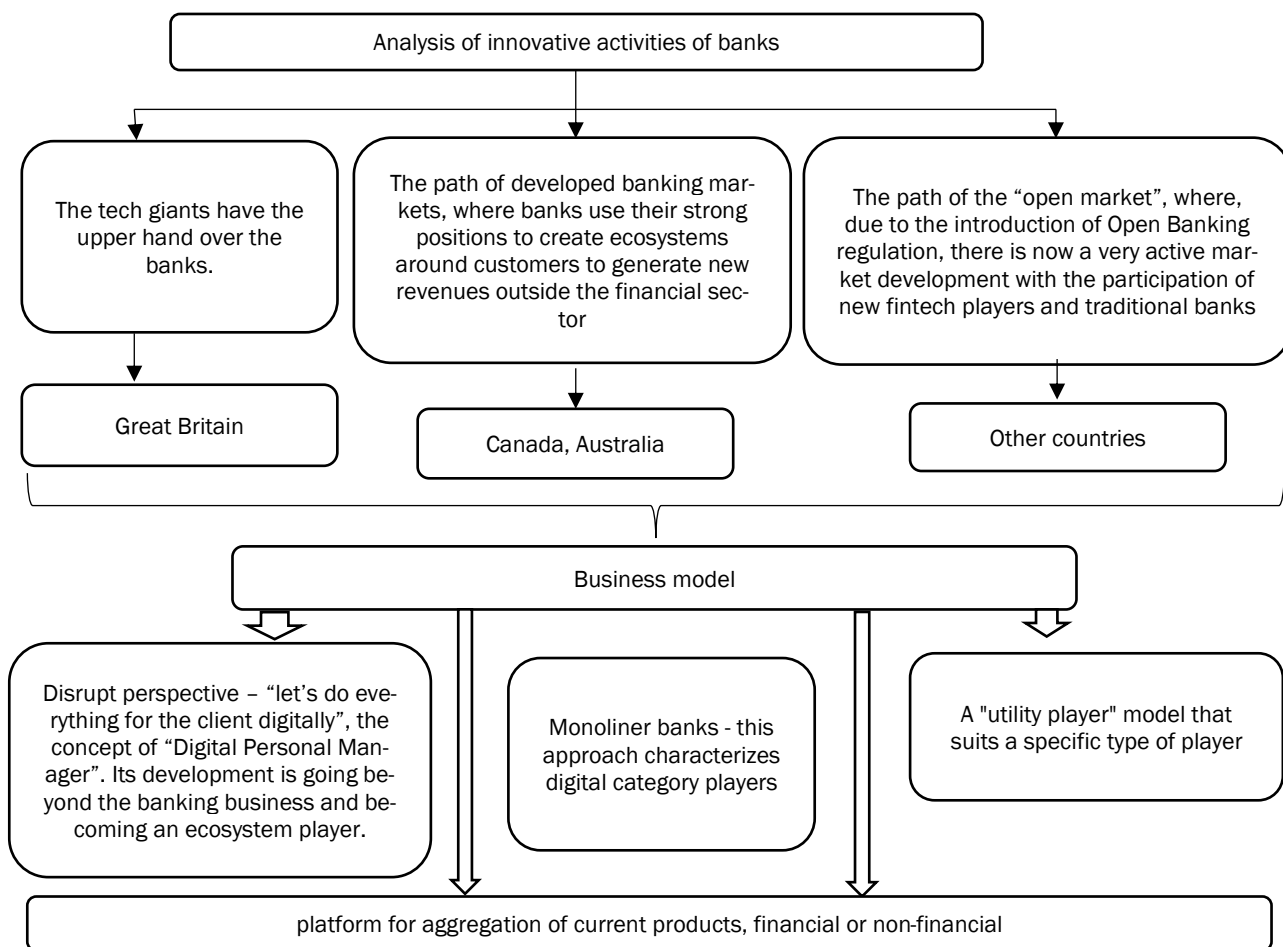 Analysis of innovative activities of banks
The tech giants have the
upper hand over the
banks.
The path of developed banking mar-
kets, where banks use their strong
positions to create ecosystems
around customers to generate new
revenues outside the financial sec-
tor
The path of the “open market”, where,
due to the introduction of Open Banking
regulation, there is now a very active mar-
ket development with the participation of
new fintech players and traditional banks
Great Britain
Canada, Australia
Other countries
Business model
Disrupt perspective – “let’s do eve-
rything for the client digitally”, the
concept of “Digital Personal Man-
ager”. Its development is going be-
yond the banking business and be-
coming an ecosystem player.
Monoliner banks - this
approach characterizes
digital category players
A "utility player" model that
suits a specific type of player
platform for aggregation of current products, financial or non-financial